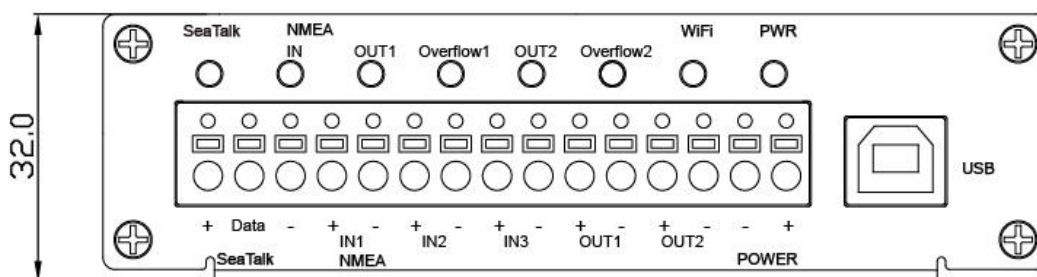 SeaTalk NMEA WiFi PWR
IN OUT1 Overflow1 OUT2 Overflow2
32.0
USB
+ Data - + - + - + - + - + - - +
IN1 IN2 IN3 OUT1 OUT2
SeaTalk NMEA POWER